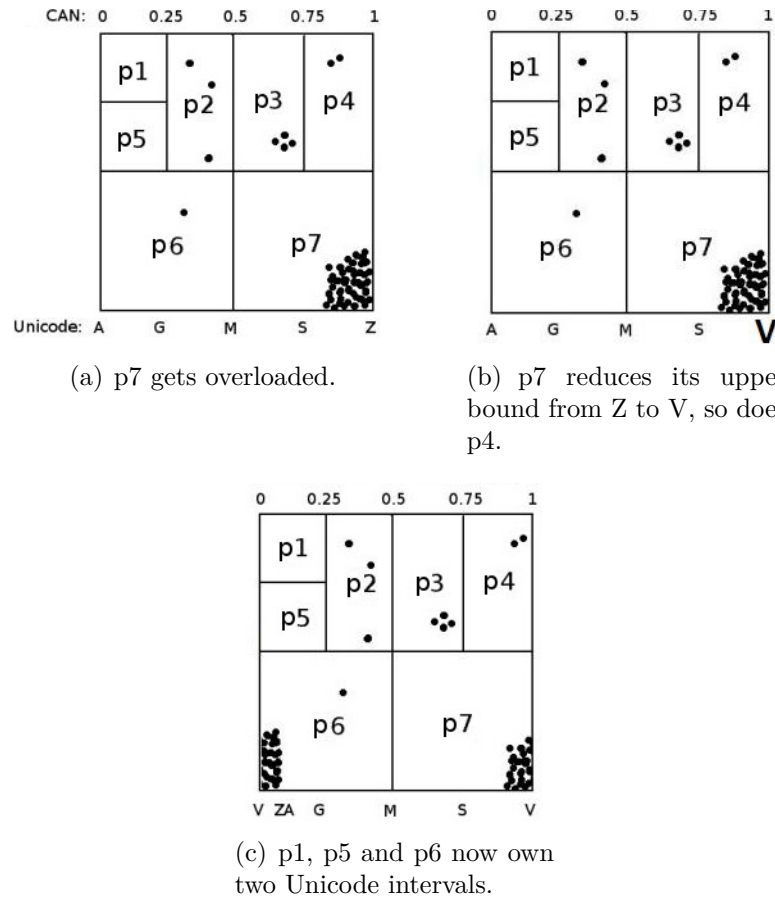 CAN: 0 0.25 0.5 0.75 1
p1
p2
p3
p4
p5
p6
p7
Unicode: A G M S Z
(a) p7 gets overloaded.
0 0.25 0.5 0.75 1
p1
p2
p3
p4
p5
p6
p7
A G M S V
(b) p7 reduces its uppe
bound from Z to V, so doe
p4.
0 0.25 0.5 0.75 1
p1
p2
p3
p4
p5
p6
p7
V ZA G M S V
(c) p1, p5 and p6 now own
two Unicode intervals.